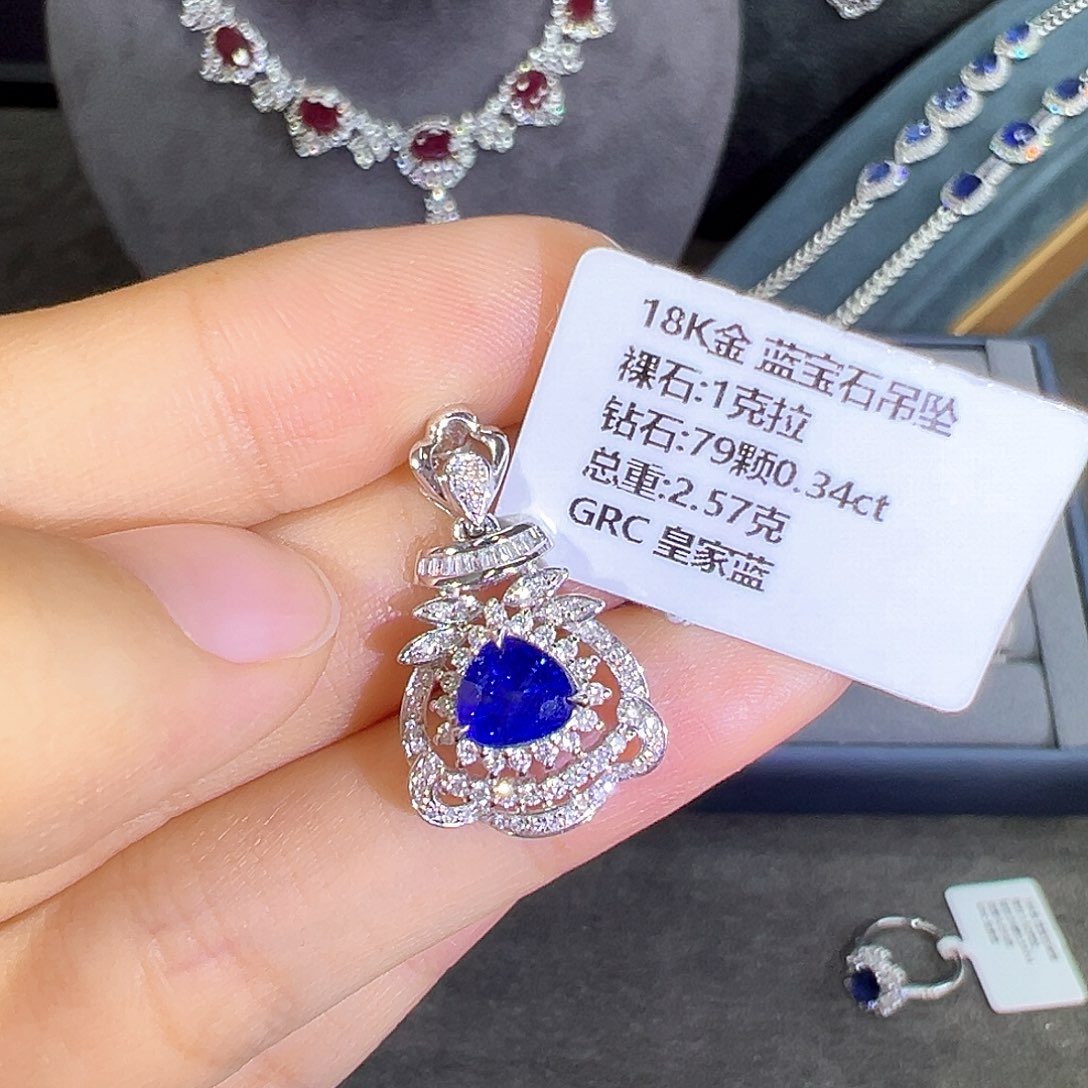 18K金 蓝宝石吊坠
裸石:1克拉
钻石:79颗0.34ct
总重:2.57克
GRC 皇家蓝